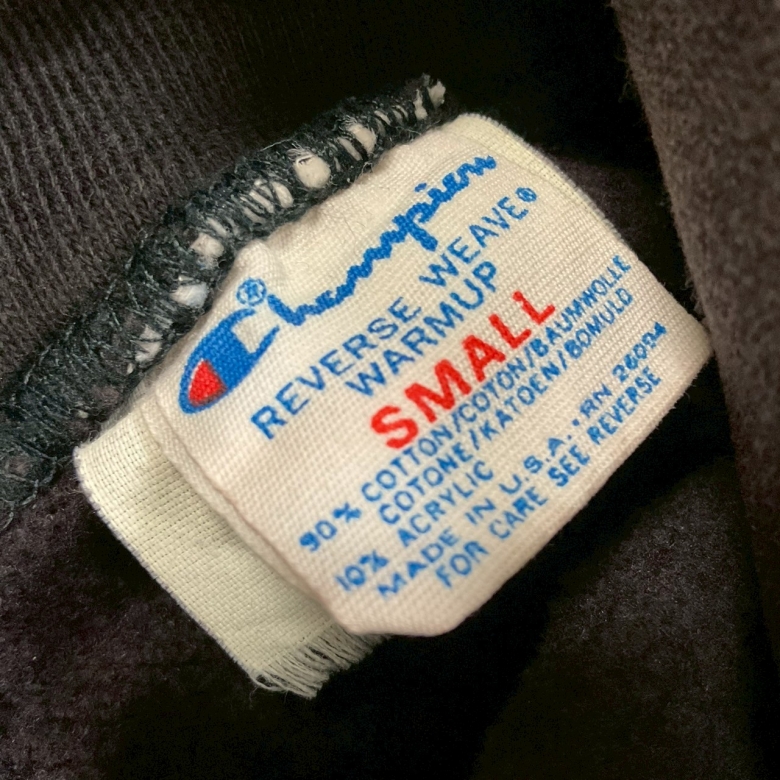 Champion®
REVERSE WEAVE®
WARMUP
SMALL
90% COTTON/COTON/BAUMWOLLE
COTONE/KATOEN/BOMULD
10% ACRYLIC
MADE IN U.S.A. • RN 26094
FOR CARE SEE REVERSE